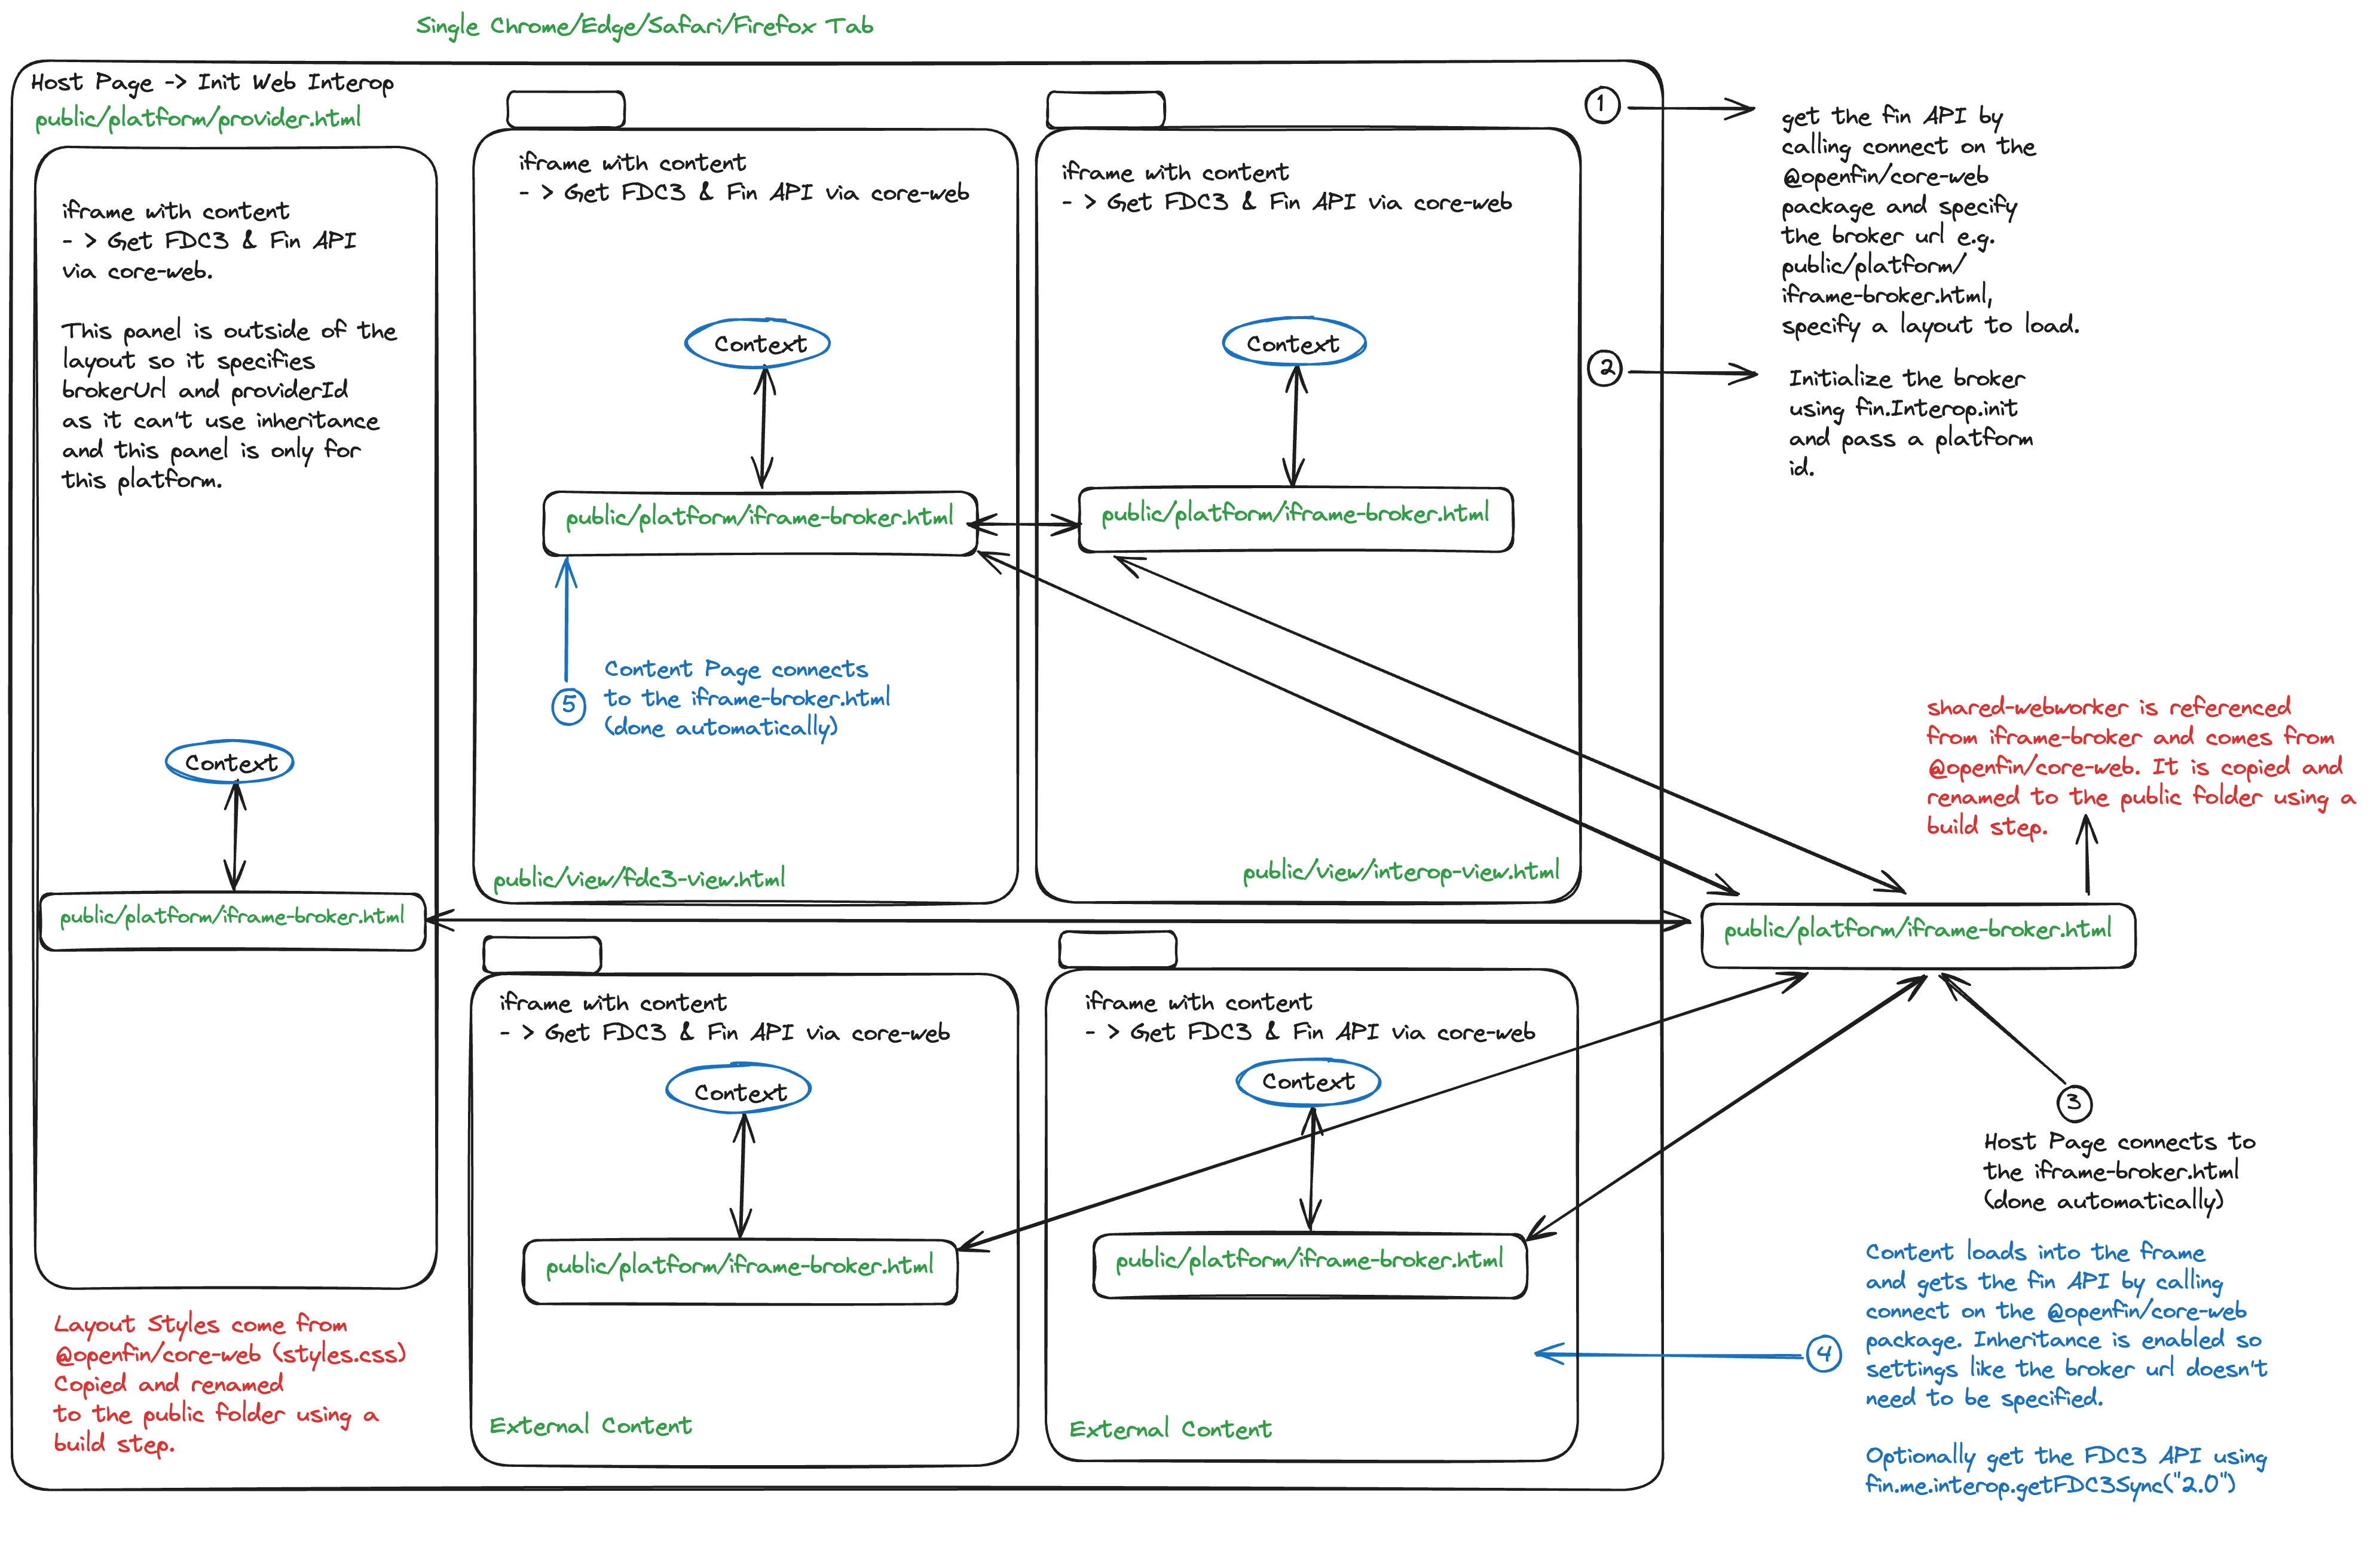 Single Chrome/Edge/Safari/Firefox Tab
Host Page -> Init Web Interop
public/platform/provider.html
iframe with content
- > Get FDC3 & Fin API
via core-web.
This panel is outside of the
layout so it specifies
brokerUrl and providerId
as it can't use inheritance
and this panel is only for
this platform.
Context
public/platform/iframe-broker.html
Layout Styles come from
@openfin/core-web (styles.css)
Copied and renamed
to the public folder using a
build step.
iframe with content
- > Get FDC3 & Fin API via core-web
Context
public/platform/iframe-broker.html
5
Content Page connects
to the iframe-broker.html
(done automatically)
public/view/fdc3-view.html
iframe with content
- > Get FDC3 & Fin API via core-web
Context
public/platform/iframe-broker.html
public/view/interop-view.html
iframe with content
- > Get FDC3 & Fin API via core-web
Context
public/platform/iframe-broker.html
External Content
iframe with content
- > Get FDC3 & Fin API via core-web
Context
public/platform/iframe-broker.html
External Content
1
get the fin API by
calling connect on the
@openfin/core-web
package and specify
the broker url e.g.
public/platform/
iframe-broker.html,
specify a layout to load.
2
Initialize the broker
using fin.Interop.init
and pass a platform
id.
shared-webworker is referenced
from iframe-broker and comes from
@openfin/core-web. It is copied and
renamed to the public folder using a
build step.
public/platform/iframe-broker.html
3
Host Page connects to
the iframe-broker.html
(done automatically)
4
Content loads into the frame
and gets the fin API by calling
connect on the @openfin/core-web
package. Inheritance is enabled so
settings like the broker url doesn't
need to be specified.
Optionally get the FDC3 API using
fin.me.interop.getFDC3Sync("2.0")